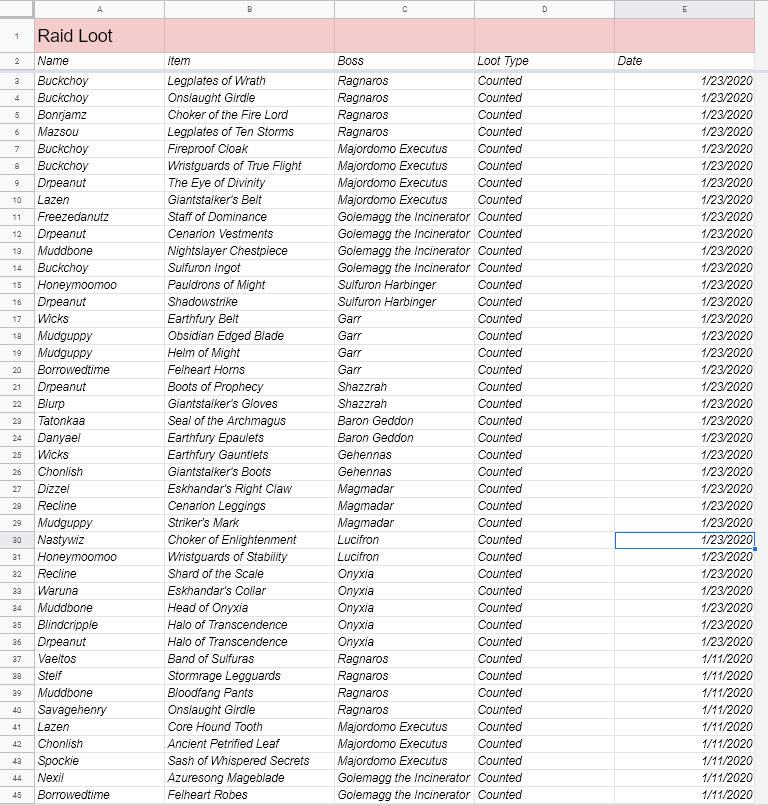 A B C D E
1 Raid Loot
2 Name Item Boss Loot Type Date
3 Buckchoy Legplates of Wrath Ragnaros Counted 1/23/2020
4 Buckchoy Onslaught Girdle Ragnaros Counted 1/23/2020
5 Bonrjamz Choker of the Fire Lord Ragnaros Counted 1/23/2020
6 Mazsou Legplates of Ten Storms Ragnaros Counted 1/23/2020
7 Buckchoy Fireproof Cloak Majordomo Executus Counted 1/23/2020
8 Buckchoy Wristguards of True Flight Majordomo Executus Counted 1/23/2020
9 Drpeanut The Eye of Divinity Majordomo Executus Counted 1/23/2020
10 Lazen Giantstalker's Belt Majordomo Executus Counted 1/23/2020
11 Freezedanutz Staff of Dominance Golemagg the Incinerator Counted 1/23/2020
12 Drpeanut Cenarion Vestments Golemagg the Incinerator Counted 1/23/2020
13 Muddbone Nightslayer Chestpiece Golemagg the Incinerator Counted 1/23/2020
14 Buckchoy Sulfuron Ingot Golemagg the Incinerator Counted 1/23/2020
15 Honeymoomoo Pauldrons of Might Sulfuron Harbinger Counted 1/23/2020
16 Drpeanut Shadowstrike Sulfuron Harbinger Counted 1/23/2020
17 Wicks Earthfury Belt Garr Counted 1/23/2020
18 Mudguppy Obsidian Edged Blade Garr Counted 1/23/2020
19 Mudguppy Helm of Might Garr Counted 1/23/2020
20 Borrowedtime Felheart Horns Garr Counted 1/23/2020
21 Drpeanut Boots of Prophecy Shazzrah Counted 1/23/2020
22 Blurp Giantstalker's Gloves Shazzrah Counted 1/23/2020
23 Tatonkaa Seal of the Archmagus Baron Geddon Counted 1/23/2020
24 Danyael Earthfury Epaulets Baron Geddon Counted 1/23/2020
25 Wicks Earthfury Gauntlets Gehennas Counted 1/23/2020
26 Chonlish Giantstalker's Boots Gehennas Counted 1/23/2020
27 Dizzel Eskhandar's Right Claw Magmadar Counted 1/23/2020
28 Recline Cenarion Leggings Magmadar Counted 1/23/2020
29 Mudguppy Striker's Mark Magmadar Counted 1/23/2020
30 Nastywiz Choker of Enlightenment Lucifron Counted 1/23/2020
31 Honeymoomoo Wristguards of Stability Lucifron Counted 1/23/2020
32 Recline Shard of the Scale Onyxia Counted 1/23/2020
33 Waruna Eskhandar's Collar Onyxia Counted 1/23/2020
34 Muddbone Head of Onyxia Onyxia Counted 1/23/2020
35 Blindcripple Halo of Transcendence Onyxia Counted 1/23/2020
36 Drpeanut Halo of Transcendence Onyxia Counted 1/23/2020
37 Vaeltos Band of Sulfuras Ragnaros Counted 1/11/2020
38 Stelf Stormrage Legguards Ragnaros Counted 1/11/2020
39 Muddbone Bloodfang Pants Ragnaros Counted 1/11/2020
40 Savagehenry Onslaught Girdle Ragnaros Counted 1/11/2020
41 Lazen Core Hound Tooth Majordomo Executus Counted 1/11/2020
42 Chonlish Ancient Petrified Leaf Majordomo Executus Counted 1/11/2020
43 Spockie Sash of Whispered Secrets Majordomo Executus Counted 1/11/2020
44 Nexil Azuresong Mageblade Golemagg the Incinerator Counted 1/11/2020
45 Borrowedtime Felheart Robes Golemagg the Incinerator Counted 1/11/2020